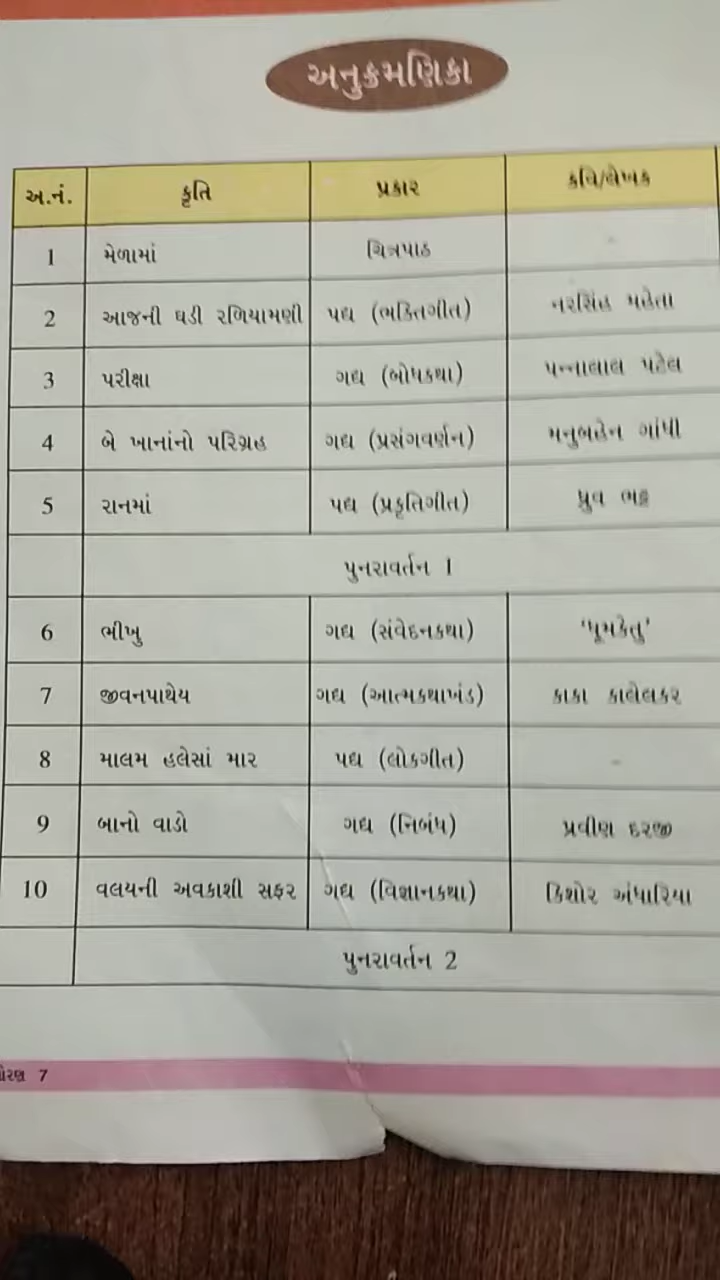 અનુક્રમણિકા
અ.નં. કૃતિ પ્રકાર કવિ/લેખક
1 મેળામાં ચિત્રપાઠ -
2 આજની ઘડી રળિયામણી પદ્ય (ભક્તિગીત) નરસિંહ મહેતા
3 પરીક્ષા ગદ્ય (બોધકથા) પન્નાલાલ પટેલ
4 બે ખાનાંનો પરિગ્રહ ગદ્ય (પ્રસંગવર્ણન) મનુબહેન ગાંધી
5 રાનમાં પદ્ય (પ્રકૃતિગીત) ધ્રુવ ભટ્ટ
પુનરાવર્તન 1
6 ભીખુ ગદ્ય (સંવેદનકથા) ‘ધૂમકેતુ’
7 જીવનપાથેય ગદ્ય (આત્મકથાખંડ) કાકા કાલેલકર
8 માલમ હલેસાં માર પદ્ય (લોકગીત) -
9 બાનો વાડો ગદ્ય (નિબંધ) પ્રવીણ દરજી
10 વલયની અવકાશી સફર ગદ્ય (વિજ્ઞાનકથા) કિશોર અંધારિયા
પુનરાવર્તન 2
7